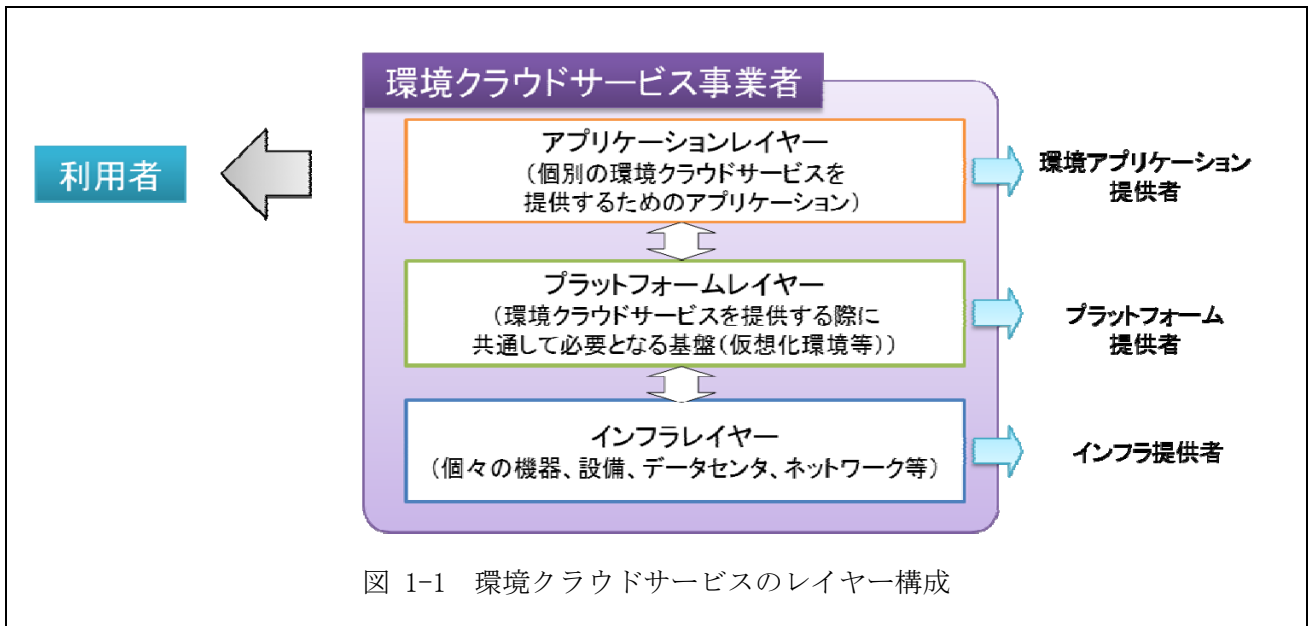 環境クラウドサービス事業者
利用者
アプリケーションレイヤー
（個別の環境クラウドサービスを
提供するためのアプリケーション）
環境アプリケーション
提供者
プラットフォームレイヤー
（環境クラウドサービスを提供する際に
共通して必要となる基盤（仮想化環境等））
プラットフォーム
提供者
インフラレイヤー
（個々の機器、設備、データセンタ、ネットワーク等）
インフラ提供者
図 1-1 環境クラウドサービスのレイヤー構成